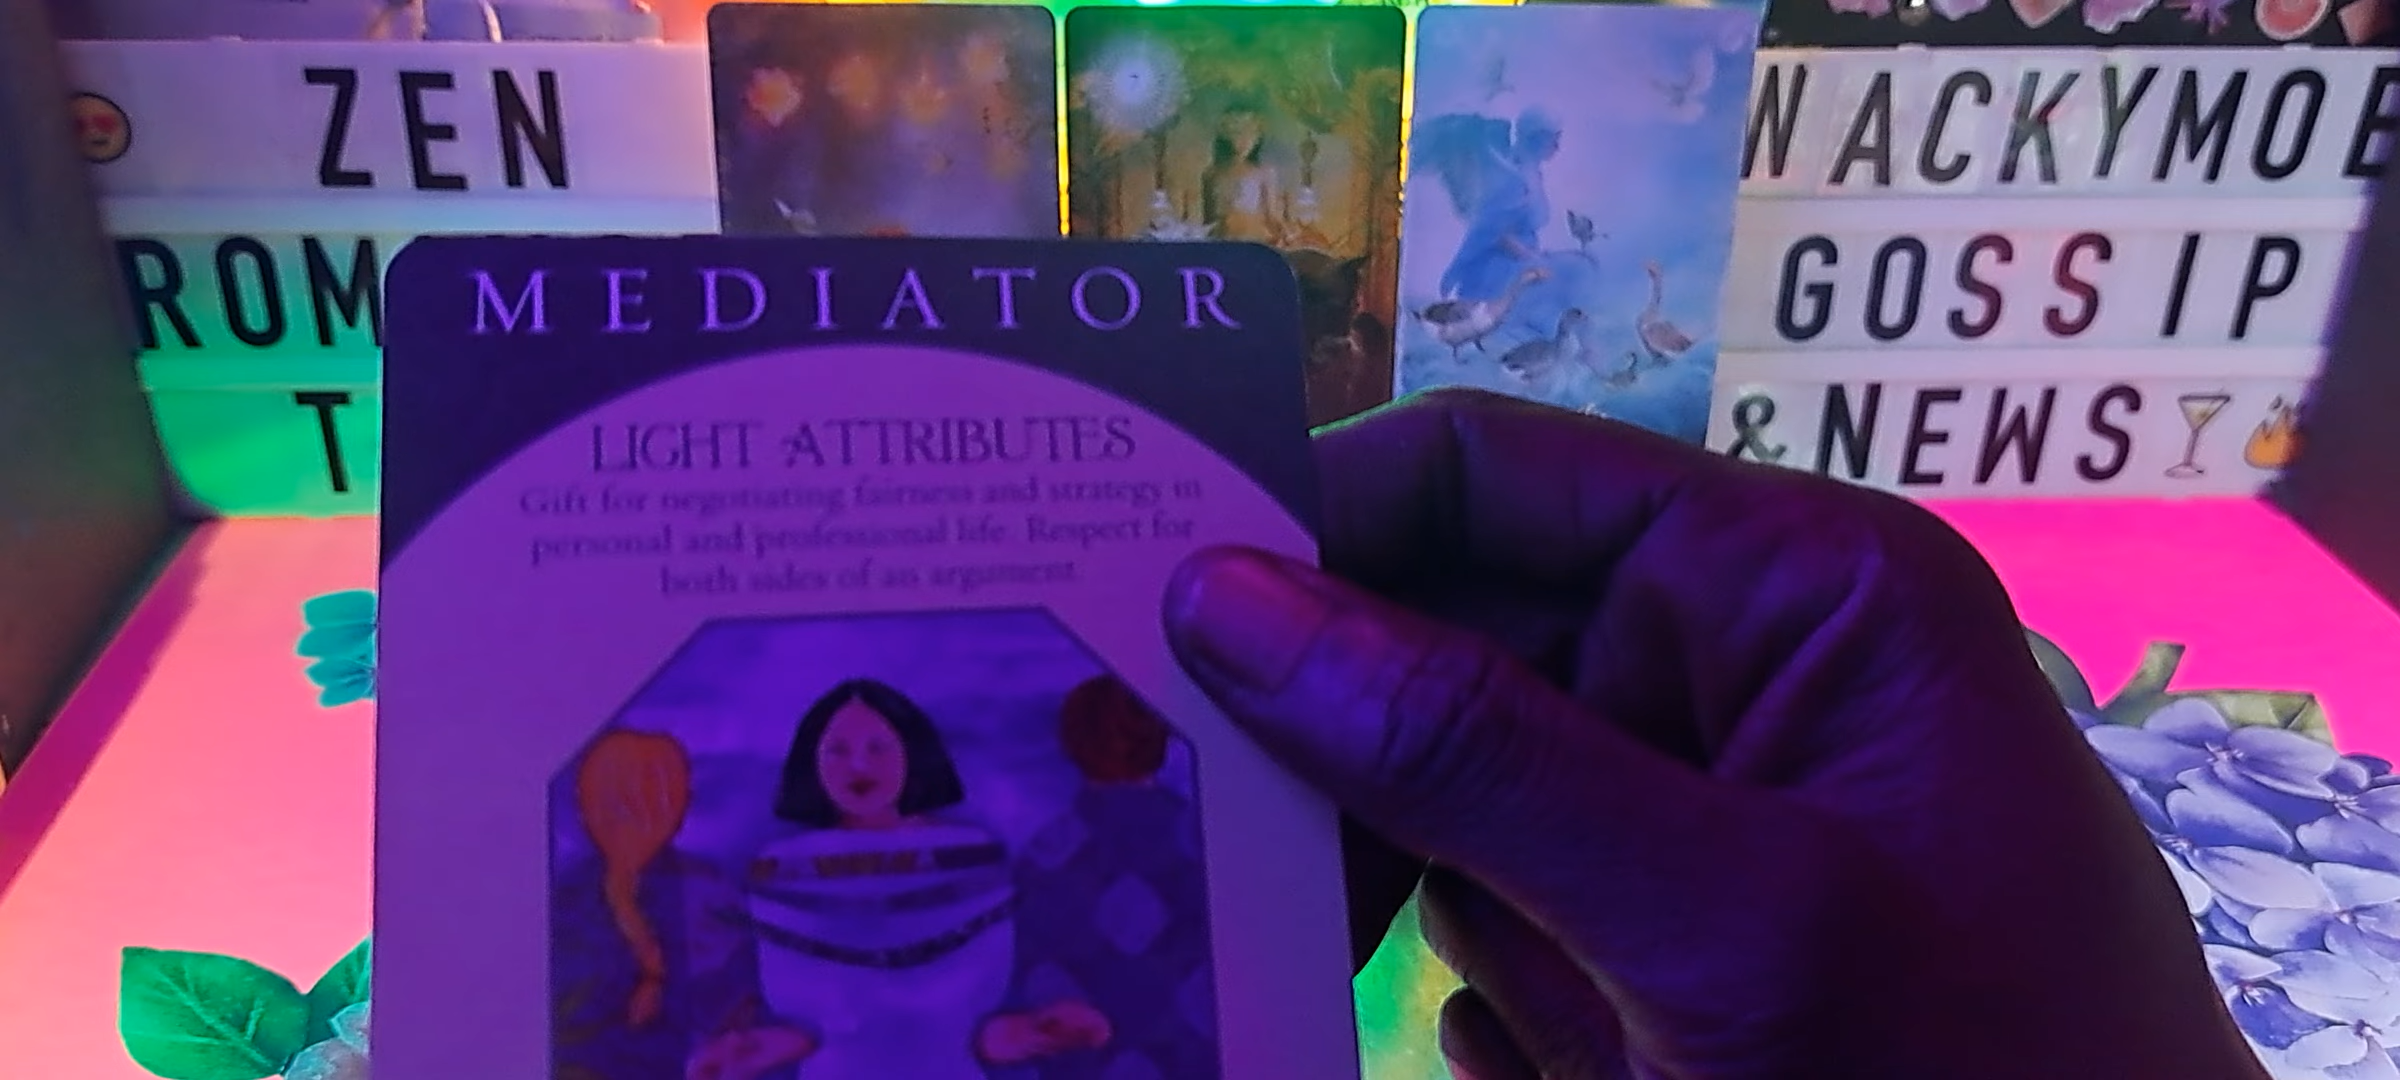 ZEN
ROM
T
MEDIATOR
LIGHT ATTRIBUTES
Gift for negotiating fairness and strategy in
personal and professional life. Respect for
both sides of an argument.
WACKYMOB
GOSSIP
& NEWS